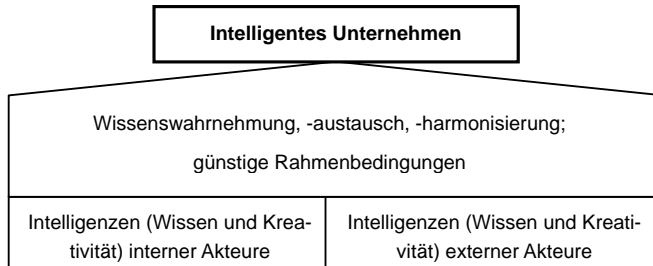 Intelligentes Unternehmen
Wissenswahrnehmung, -austausch, -harmonisierung;
günstige Rahmenbedingungen
Intelligenzen (Wissen und Krea-
tivität) interner Akteure
Intelligenzen (Wissen und Kreati-
vität) externer Akteure